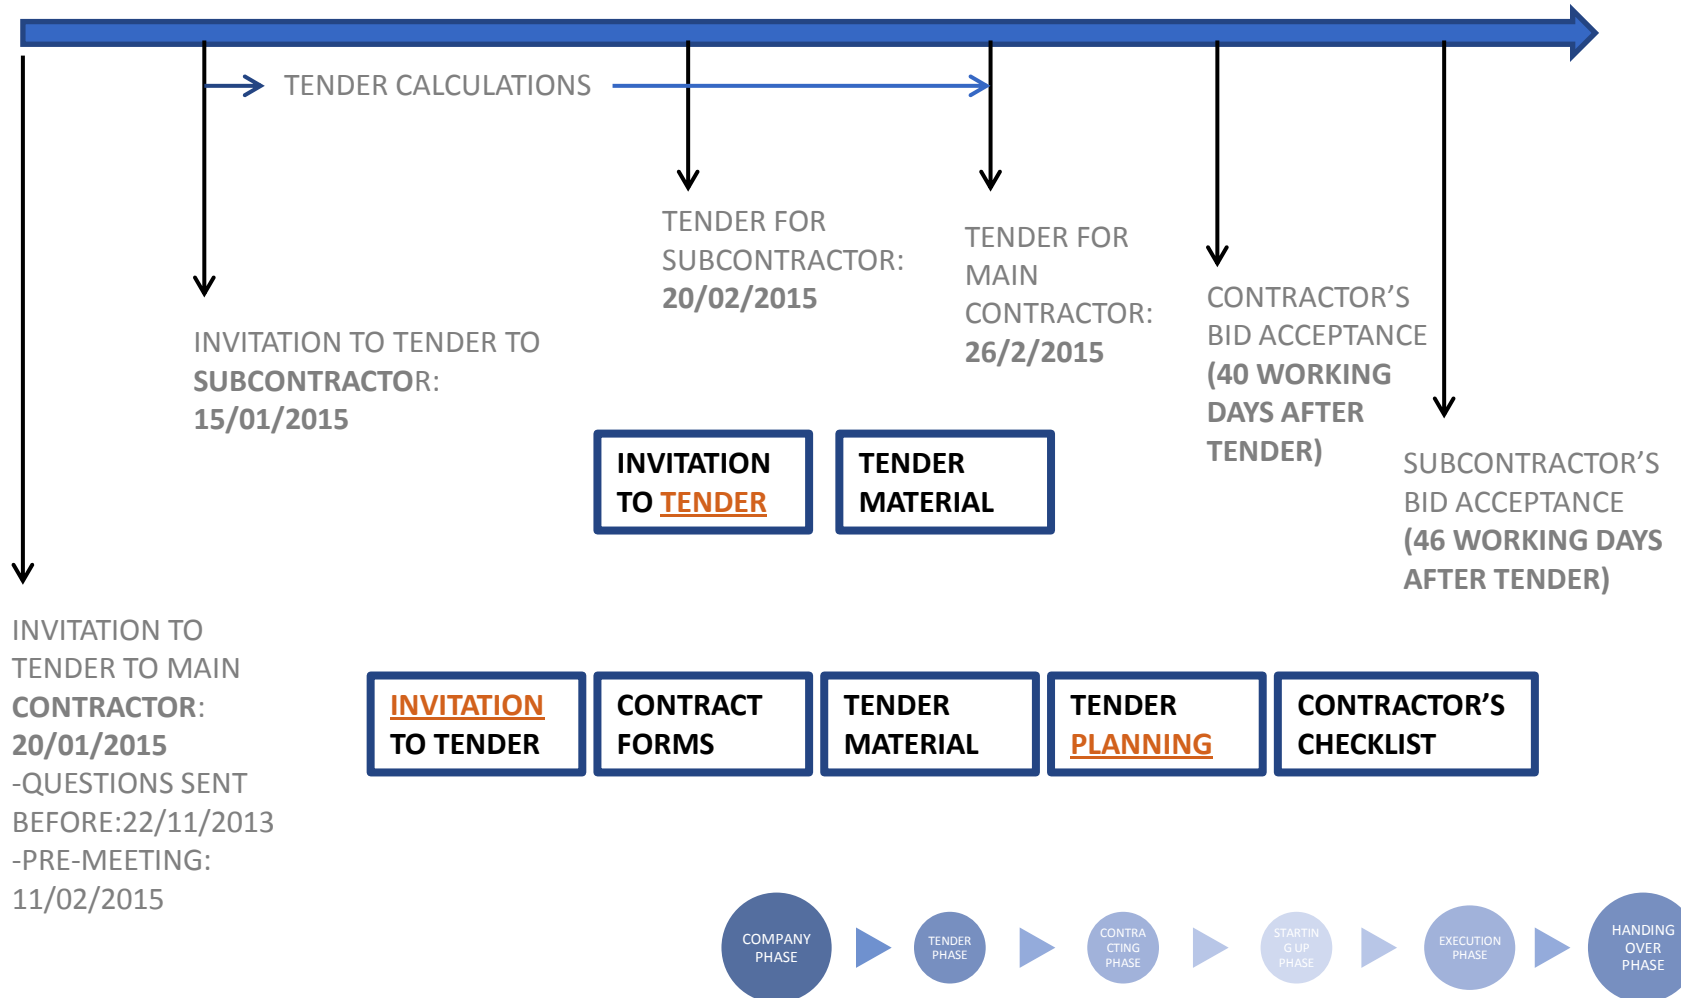 TENDER CALCULATIONS
TENDER FOR
SUBCONTRACTOR:
20/02/2015
TENDER FOR
MAIN
CONTRACTOR:
26/2/2015
CONTRACTOR’S
BID ACCEPTANCE
(40 WORKING
DAYS AFTER
TENDER)
INVITATION TO TENDER TO
SUBCONTRACTOR:
15/01/2015
SUBCONTRACTOR’S
BID ACCEPTANCE
(46 WORKING DAYS
AFTER TENDER)
INVITATION
TO TENDER
TENDER
MATERIAL
INVITATION TO
TENDER TO MAIN
CONTRACTOR:
20/01/2015
-QUESTIONS SENT
BEFORE:22/11/2013
-PRE-MEETING:
11/02/2015
INVITATION
TO TENDER
CONTRACT
FORMS
TENDER
MATERIAL
TENDER
PLANNING
CONTRACTOR’S
CHECKLIST
COMPANY
PHASE
TENDER
PHASE
CONTRA
CTING
PHASE
STARTIN
G UP
PHASE
EXECUTION
PHASE
HANDING
OVER
PHASE